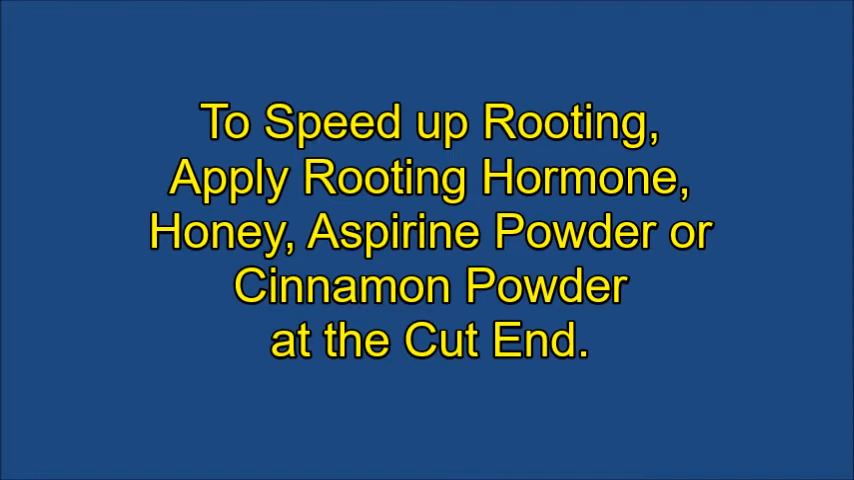 To Speed up Rooting,
Apply Rooting Hormone,
Honey, Aspirine Powder or
Cinnamon Powder
at the Cut End.